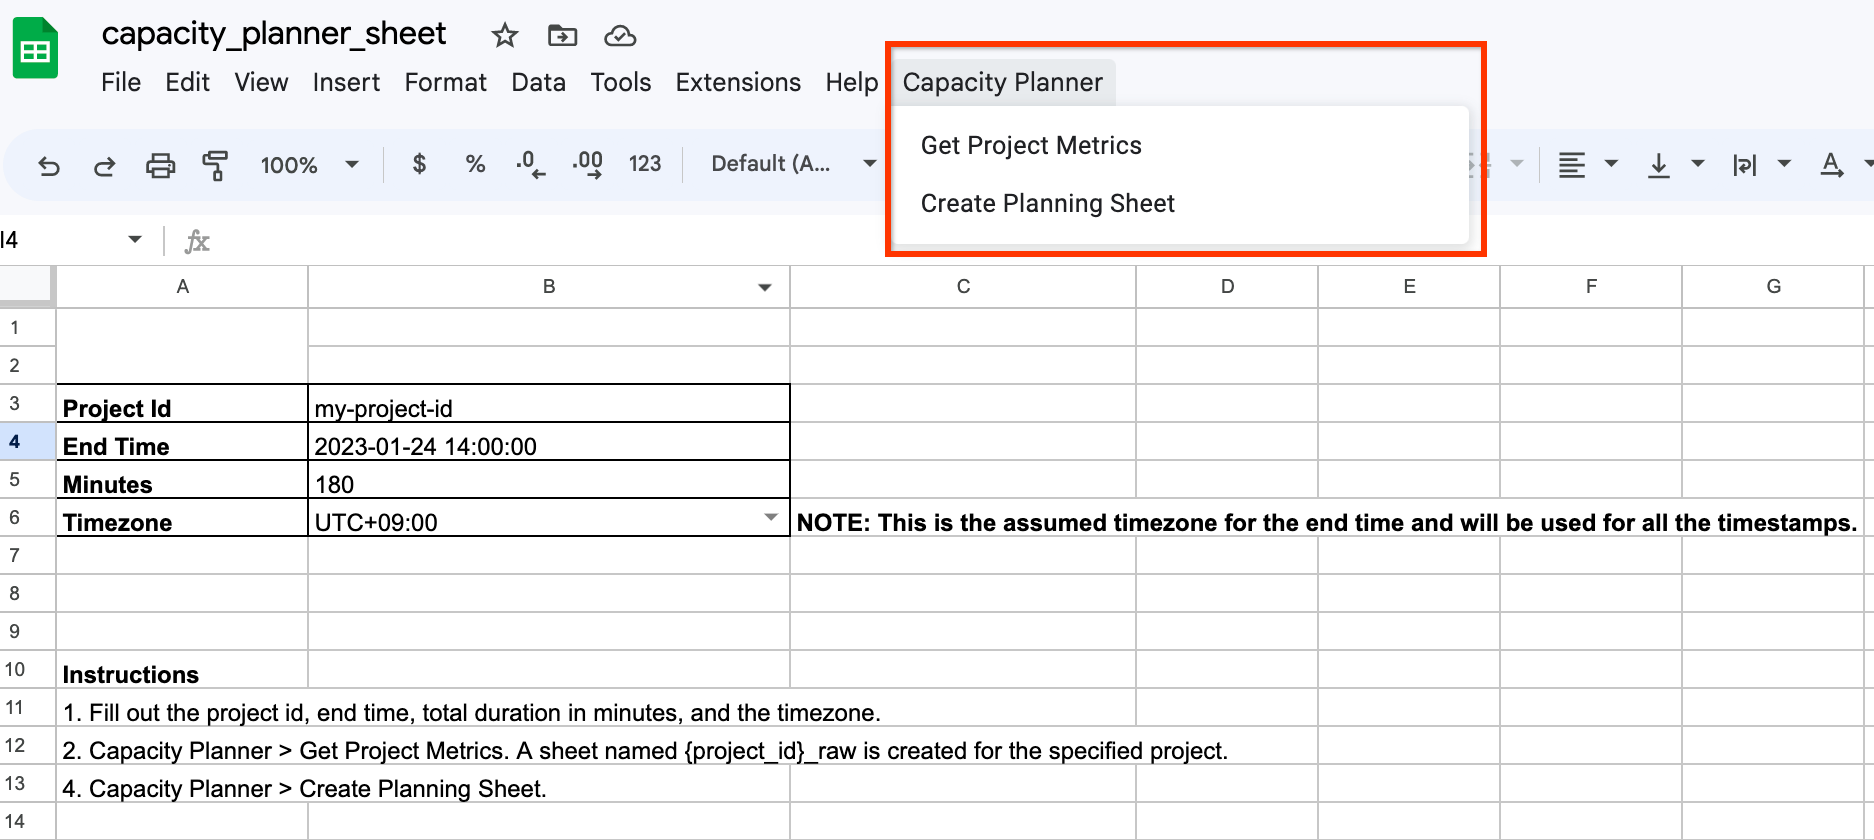 capacity_planner_sheet
File Edit View Insert Format Data Tools Extensions Help Capacity Planner
Get Project Metrics
Create Planning Sheet
100% $ % .0 .00 123 Default (A...
I4 fx
A B C D E F G
1
2
3 Project Id my-project-id
4 End Time 2023-01-24 14:00:00
5 Minutes 180
6 Timezone UTC+09:00 NOTE: This is the assumed timezone for the end time and will be used for all the timestamps.
7
8
9
10 Instructions
11 1. Fill out the project id, end time, total duration in minutes, and the timezone.
12 2. Capacity Planner > Get Project Metrics. A sheet named {project_id}_raw is created for the specified project.
13 4. Capacity Planner > Create Planning Sheet.
14